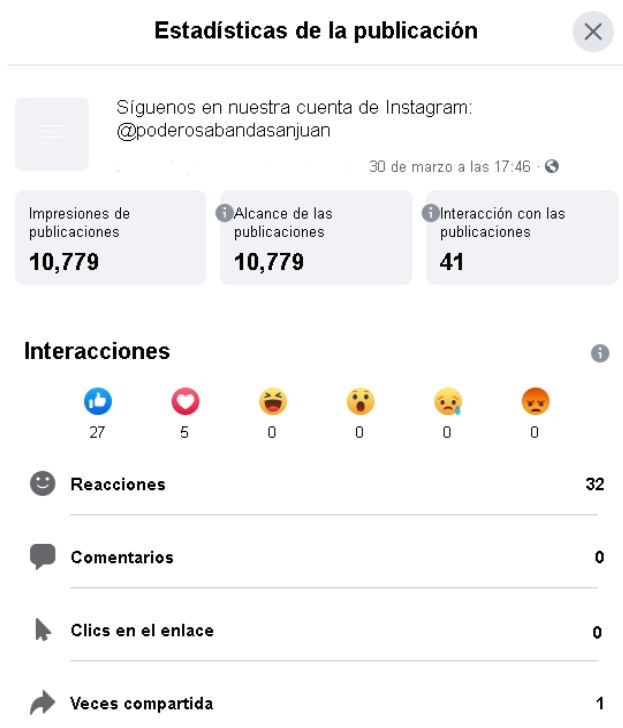 Estadísticas de la publicación
Síguenos en nuestra cuenta de Instagram:
@poderosabandasanjuan
30 de marzo a las 17:46 ·
Impresiones de
publicaciones
10,779
Alcance de las
publicaciones
10,779
Interacción con las
publicaciones
41
Interacciones
27 5 0 0 0 0
Reacciones 32
Comentarios 0
Clics en el enlace 0
Veces compartida 1